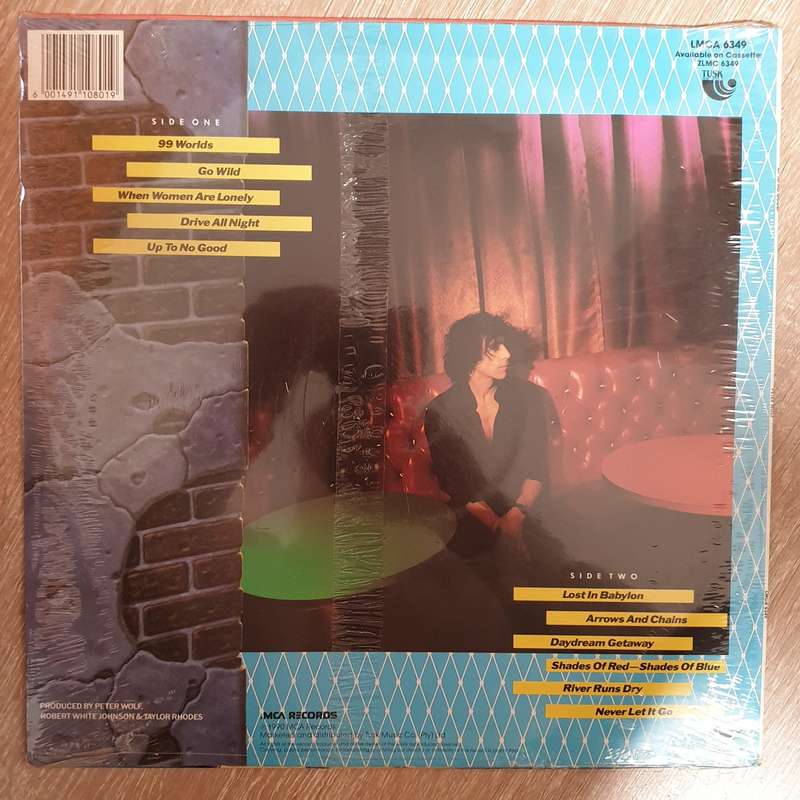 6 001491 108019
LMCA 6349
Available on Cassette
ZLMC 6349
TUSK
SIDE ONE
99 Worlds
Go Wild
When Women Are Lonely
Drive All Night
Up To No Good
SIDE TWO
Lost In Babylon
Arrows And Chains
Daydream Getaway
Shades Of Red—Shades Of Blue
River Runs Dry
Never Let It Go
PRODUCED BY PETER WOLF,
ROBERT WHITE JOHNSON & TAYLOR RHODES
MCA RECORDS
1990 MCA Records
Marketed and distributed by Tusk Music Co. (Pty) Ltd